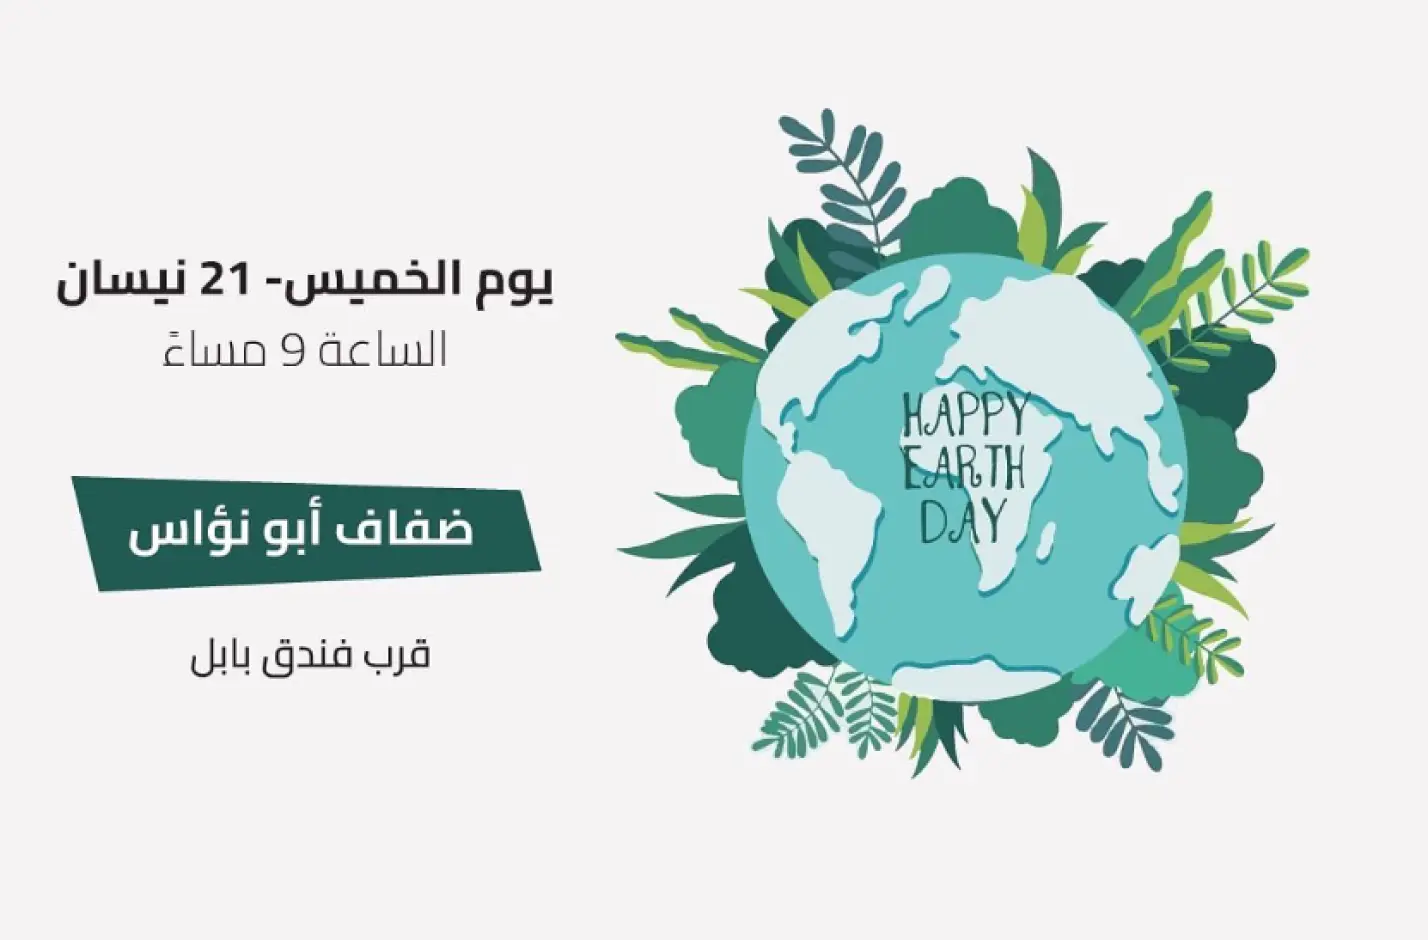 يوم الخميس- 21 نيسان
الساعة 9 مساءً
ضفاف أبو نؤاس
قرب فندق بابل
HAPPY
EARTH
DAY